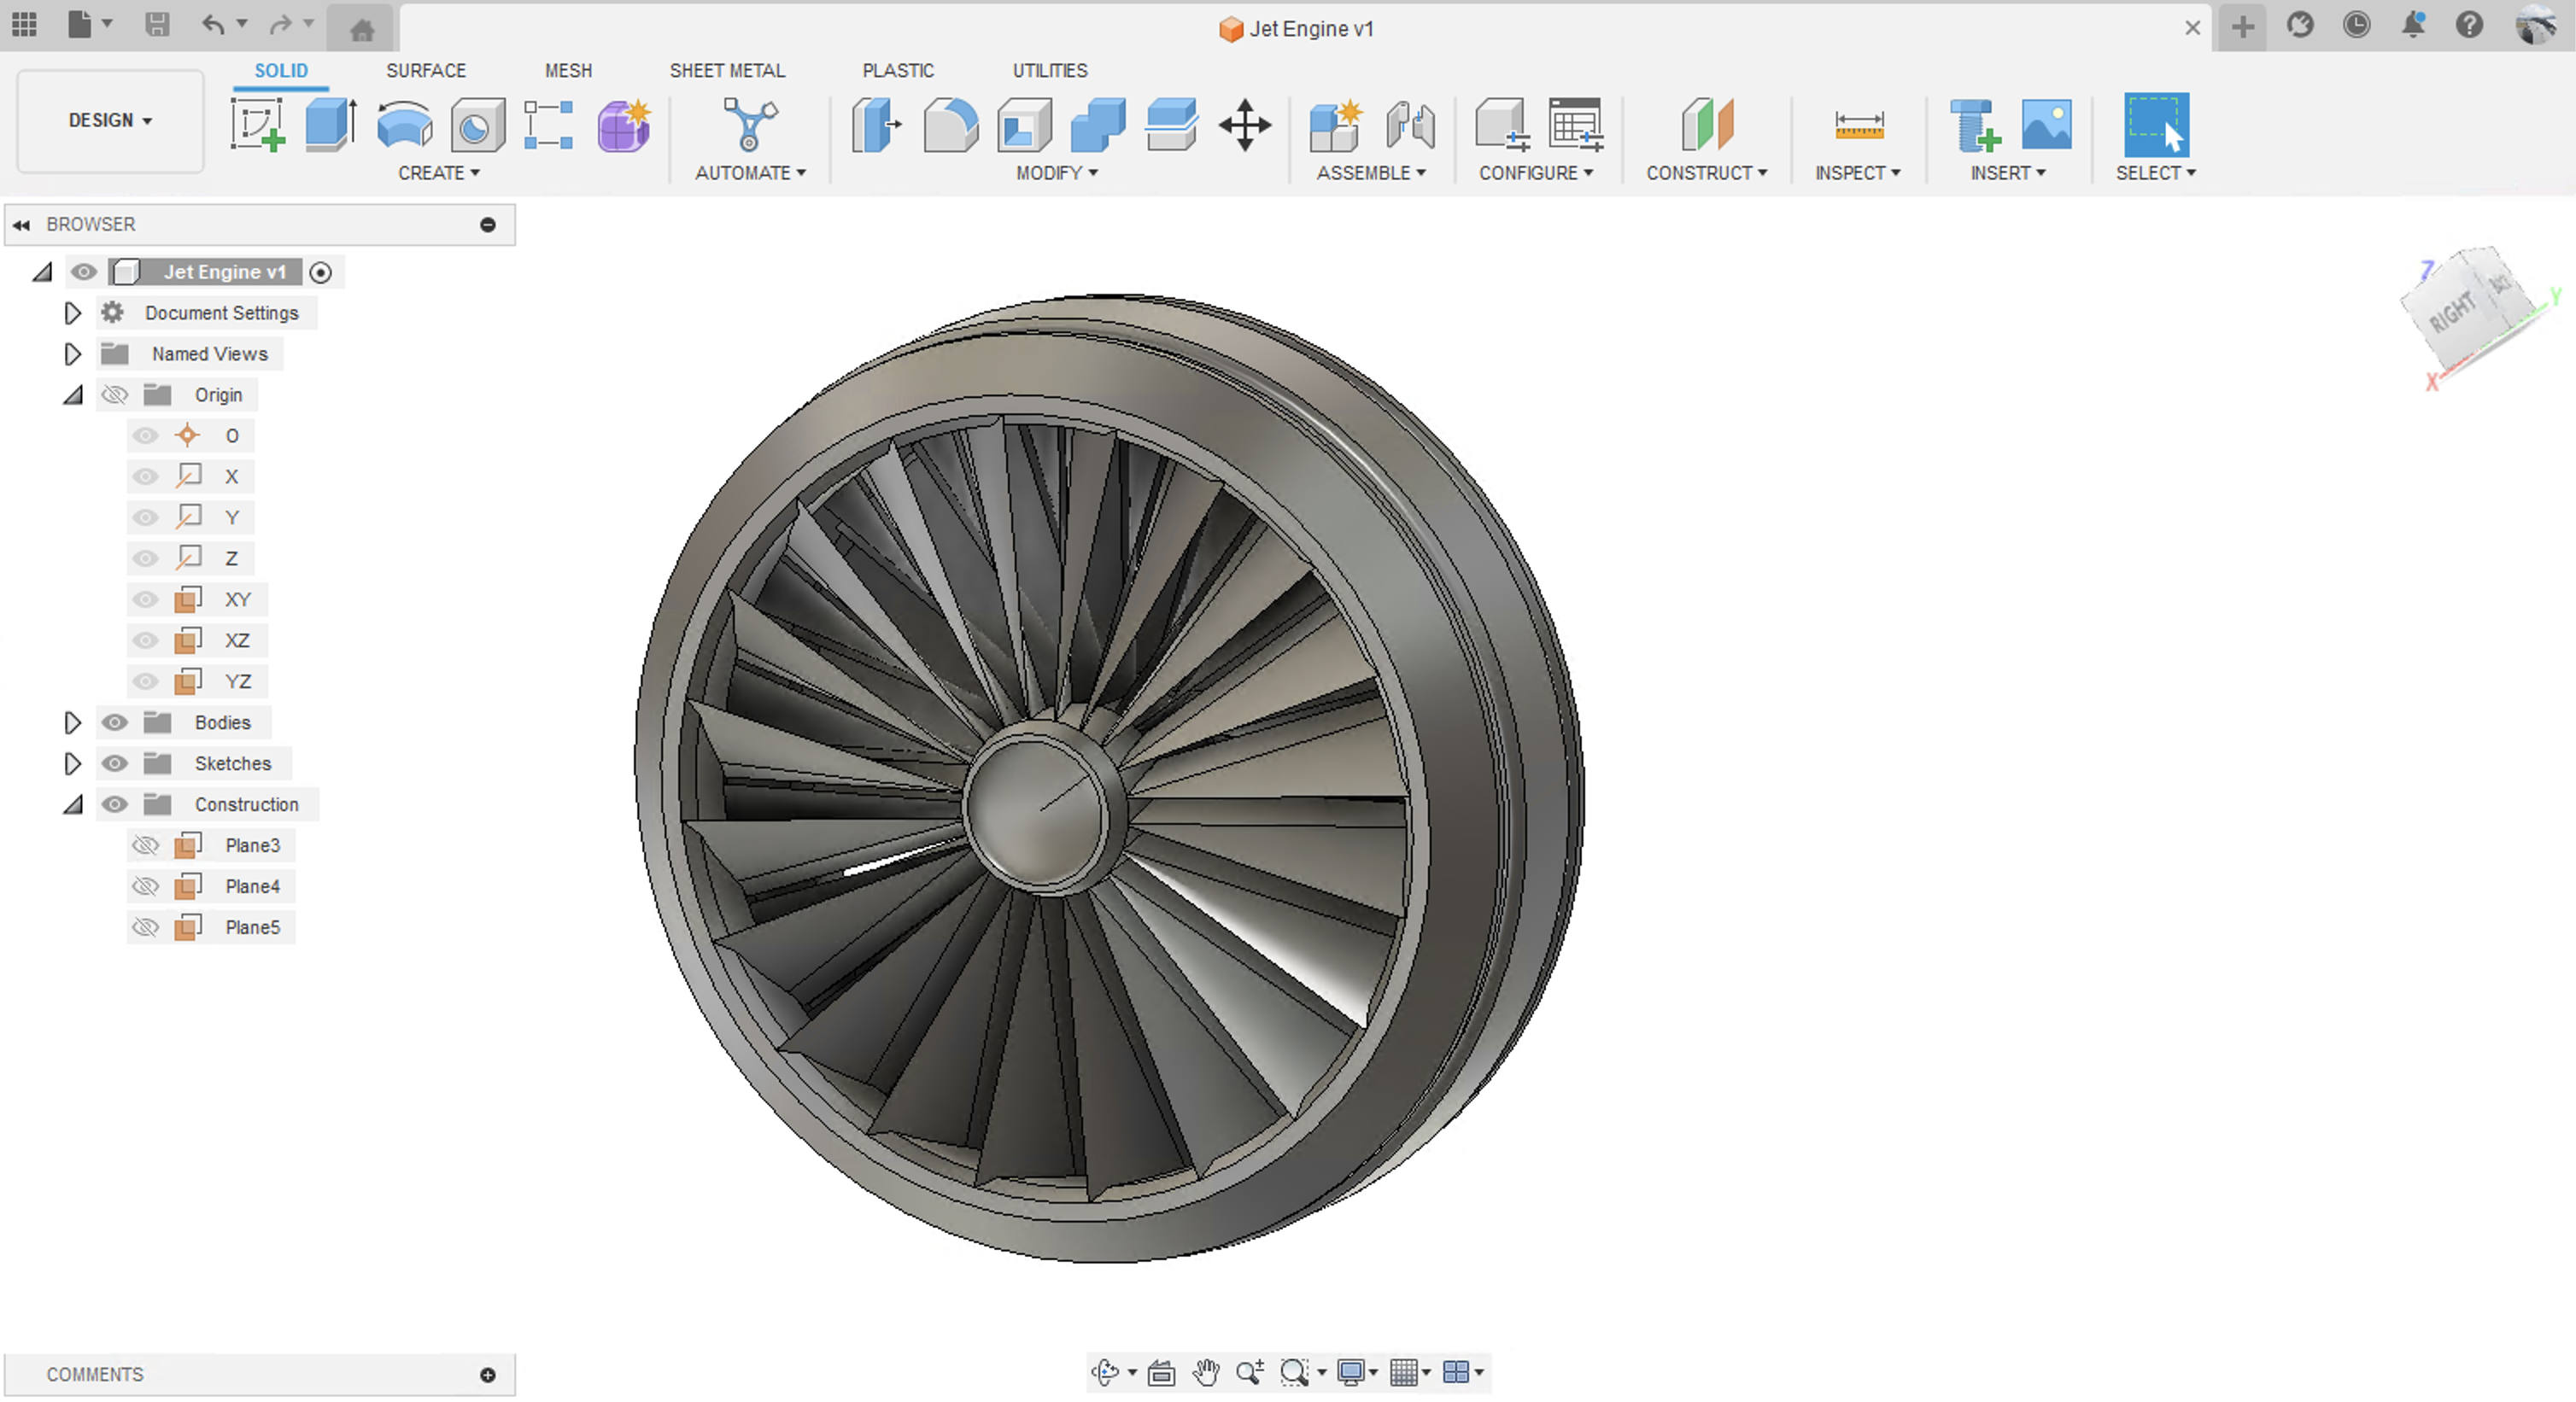 Jet Engine v1
SOLID SURFACE MESH SHEET METAL PLASTIC UTILITIES
DESIGN
CREATE AUTOMATE MODIFY ASSEMBLE CONFIGURE CONSTRUCT INSPECT INSERT SELECT
BROWSER
Jet Engine v1
Document Settings
Named Views
Origin
O
X
Y
Z
XY
XZ
YZ
Bodies
Sketches
Construction
Plane3
Plane4
Plane5
Z
RIGHT BACK
Y
X
COMMENTS